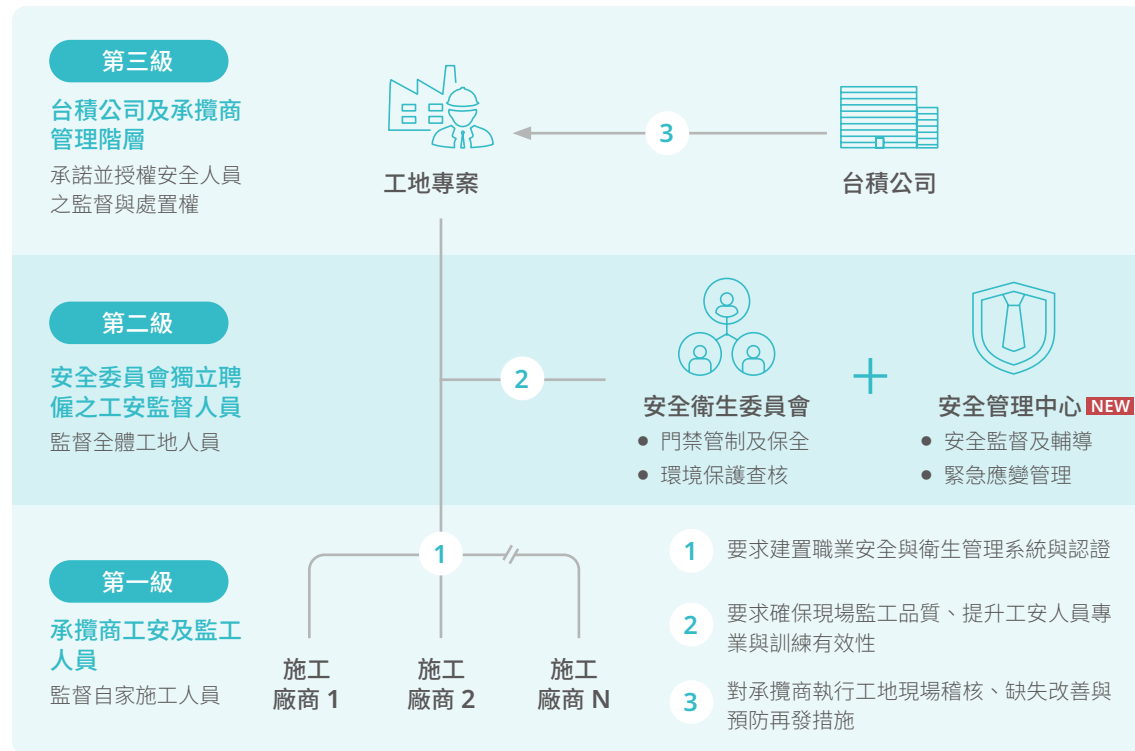 第三級
台積公司及承攬商
管理階層
承諾並授權安全人員
之監督與處置權
工地專案
3
台積公司
第二級
安全委員會獨立聘
僱之工安監督人員
監督全體工地人員
2
安全衛生委員會
● 門禁管制及保全
● 環境保護查核
+
安全管理中心 NEW
● 安全監督及輔導
● 緊急應變管理
第一級
承攬商工安及監工
人員
監督自家施工人員
1
施工
廠商 1
施工
廠商 2
施工
廠商 N
1 要求建置職業安全與衛生管理系統與認證
2 要求確保現場監工品質、提升工安人員專
業與訓練有效性
3 對承攬商執行工地現場稽核、缺失改善與
預防再發措施